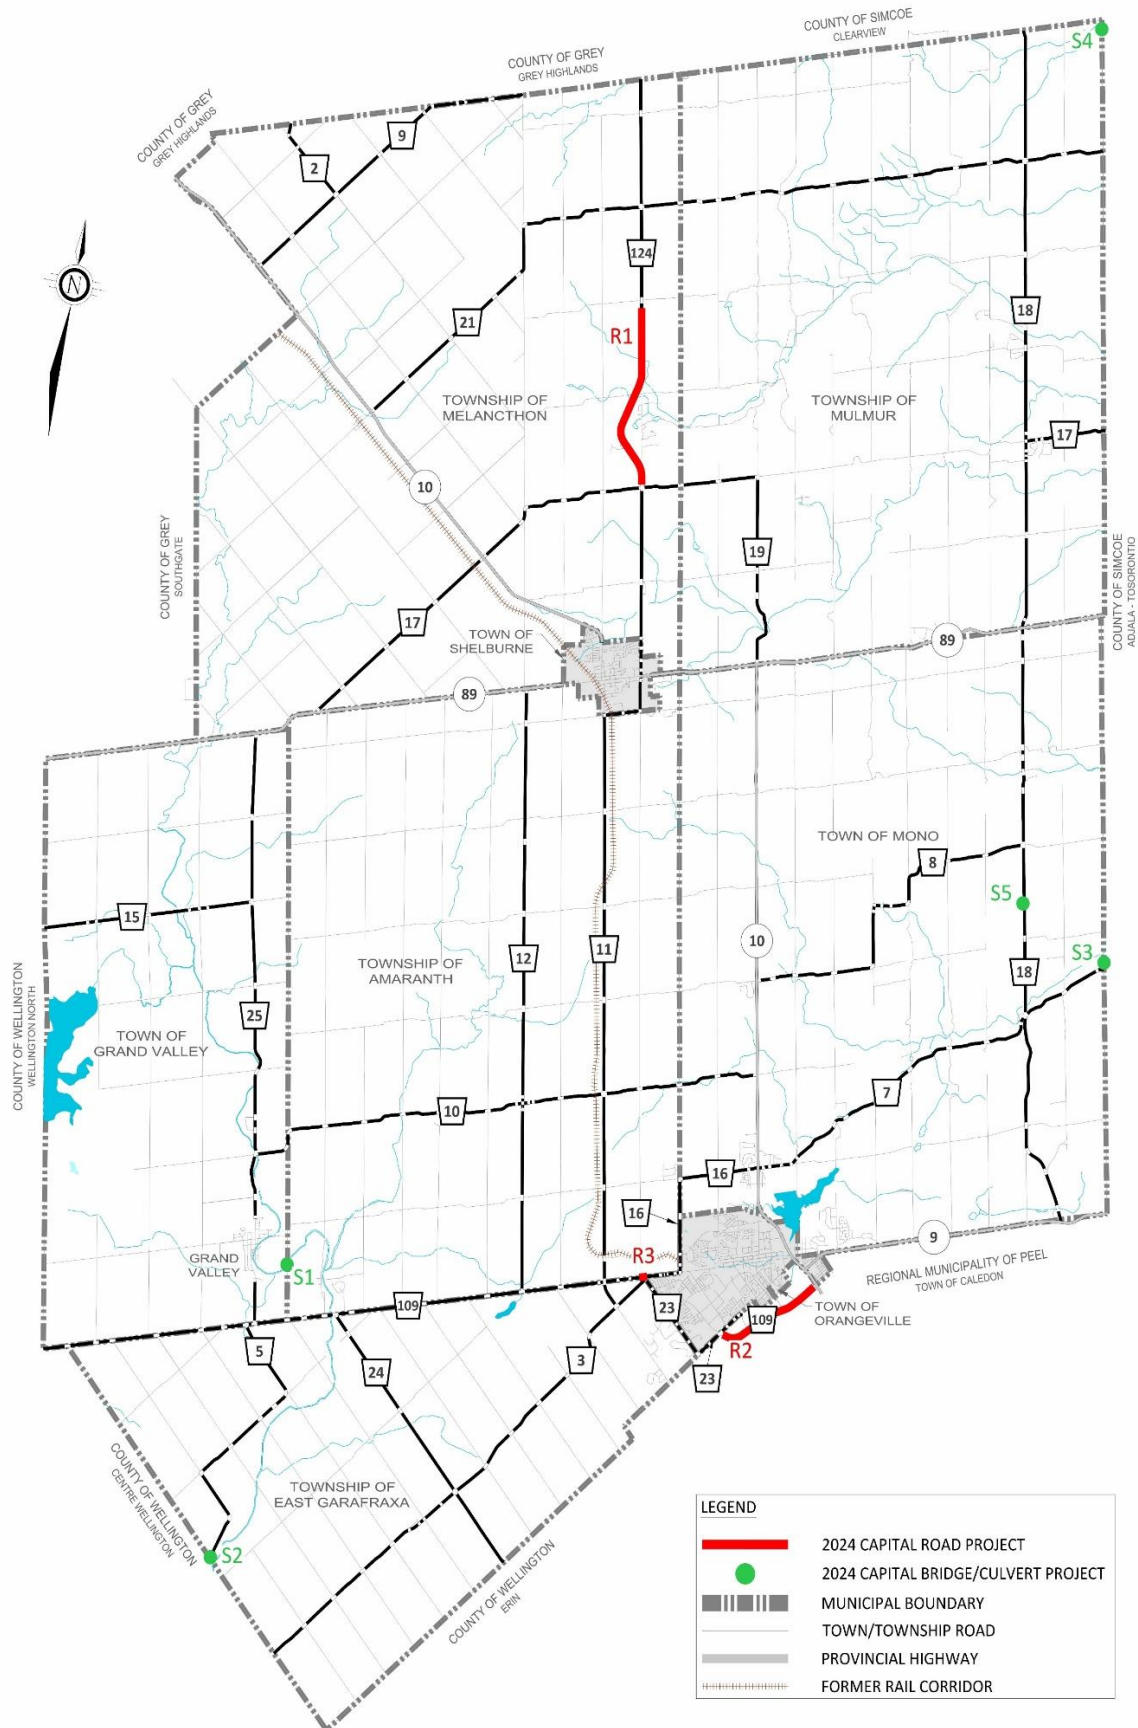 COUNTY OF SIMCOE
CLEARVIEW
S4
COUNTY OF GREY
GREY HIGHLANDS
COUNTY OF GREY
GREY HIGHLANDS
9
2
N
124
18
21
R1
TOWNSHIP OF
MELANCTHON
TOWNSHIP OF
MULMUR
17
10
COUNTY OF GREY
SOUTHGATE
19
COUNTY OF SIMCOE
ADJALA - TOSORONTIO
17
TOWN OF
SHELBURNE
89
89
TOWN OF MONO
8
S5
15
11
12
10
S3
18
TOWNSHIP OF
AMARANTH
COUNTY OF WELLINGTON
WELLINGTON NORTH
25
TOWN OF
GRAND VALLEY
7
10
16
16
9
GRAND
VALLEY
S1
R3
REGIONAL MUNICIPALITY OF PEEL
TOWN OF CALEDON
109
23
109
TOWN OF
ORANGEVILLE
5
3
R2
24
23
COUNTY OF WELLINGTON
CENTRE WELLINGTON
TOWNSHIP OF
EAST GARAFRAXA
S2
COUNTY OF WELLINGTON
ERIN
LEGEND
2024 CAPITAL ROAD PROJECT
2024 CAPITAL BRIDGE/CULVERT PROJECT
MUNICIPAL BOUNDARY
TOWN/TOWNSHIP ROAD
PROVINCIAL HIGHWAY
FORMER RAIL CORRIDOR